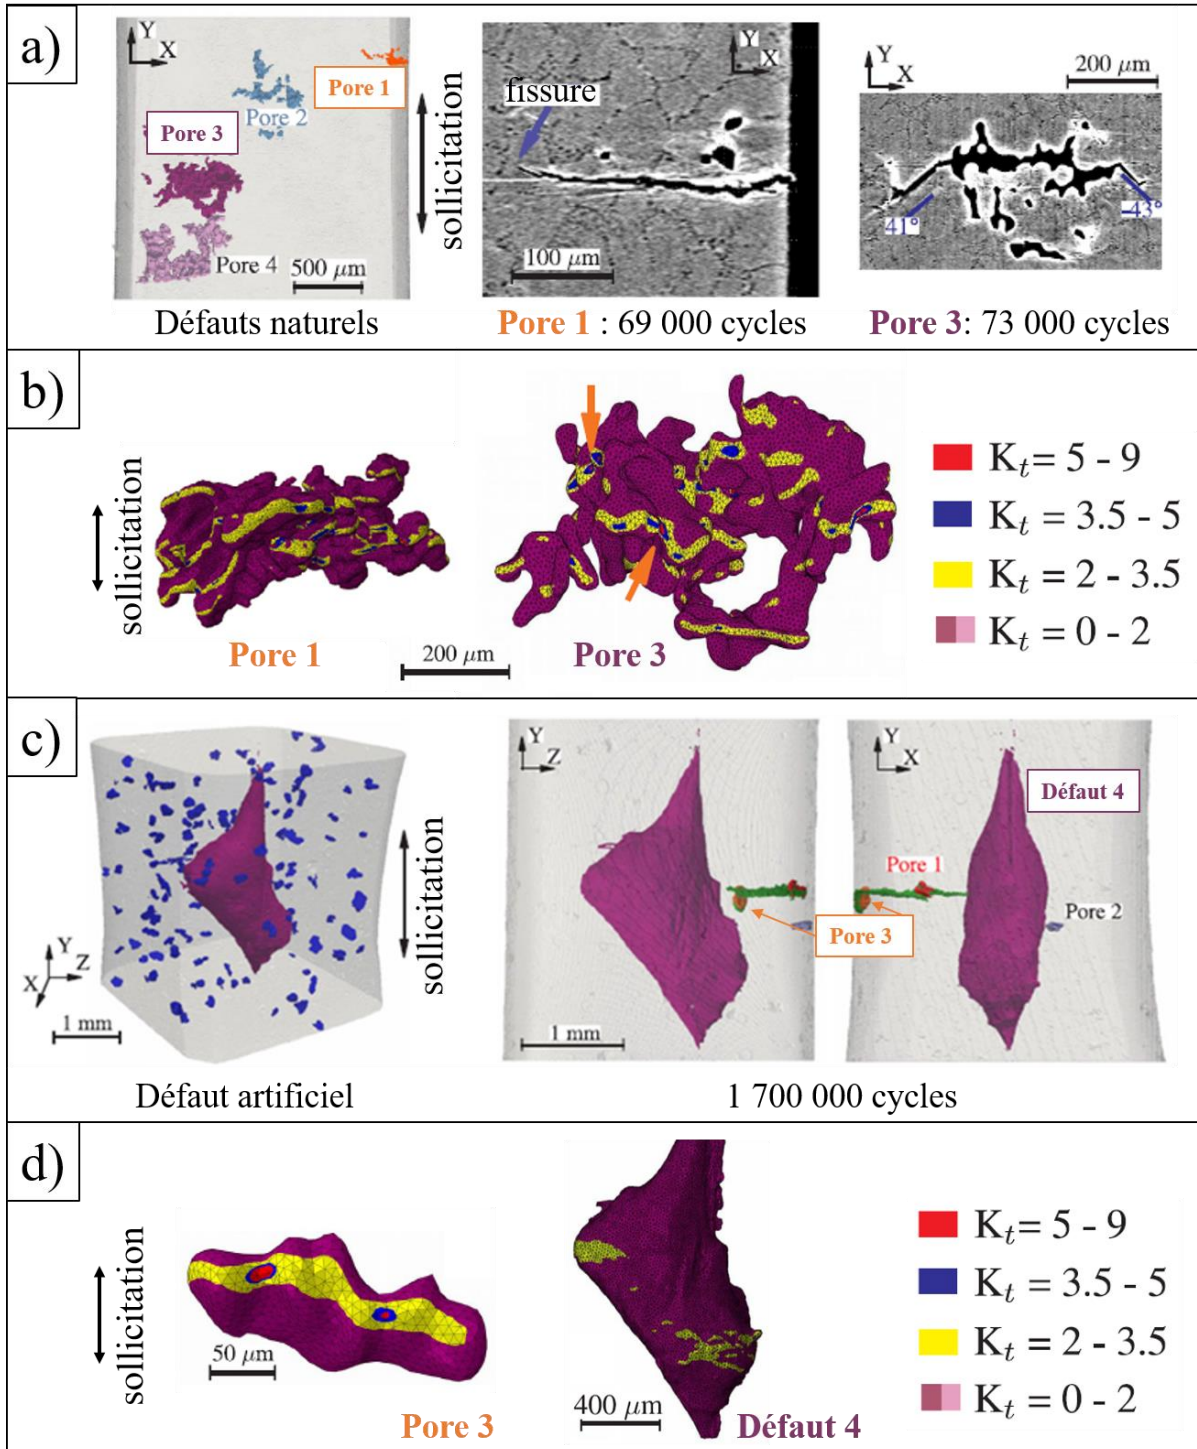 a)
Y
X
Pore 1
Pore 2
Pore 3
Pore 4
500 μm
sollicitation
Défauts naturels
fissure
Y
X
100 μm
Pore 1 : 69 000 cycles
Y
X
200 μm
41°
-43°
Pore 3: 73 000 cycles
b)
sollicitation
Pore 1
200 μm
Pore 3
Kt= 5 - 9
Kt = 3.5 - 5
Kt = 2 - 3.5
Kt = 0 - 2
c)
Y
Z
X
1 mm
sollicitation
Défaut artificiel
Y
Z
1 mm
Pore 3
Y
X
Défaut 4
Pore 1
Pore 2
1 700 000 cycles
d)
sollicitation
50 μm
Pore 3
400 μm
Défaut 4
Kt= 5 - 9
Kt = 3.5 - 5
Kt = 2 - 3.5
Kt = 0 - 2